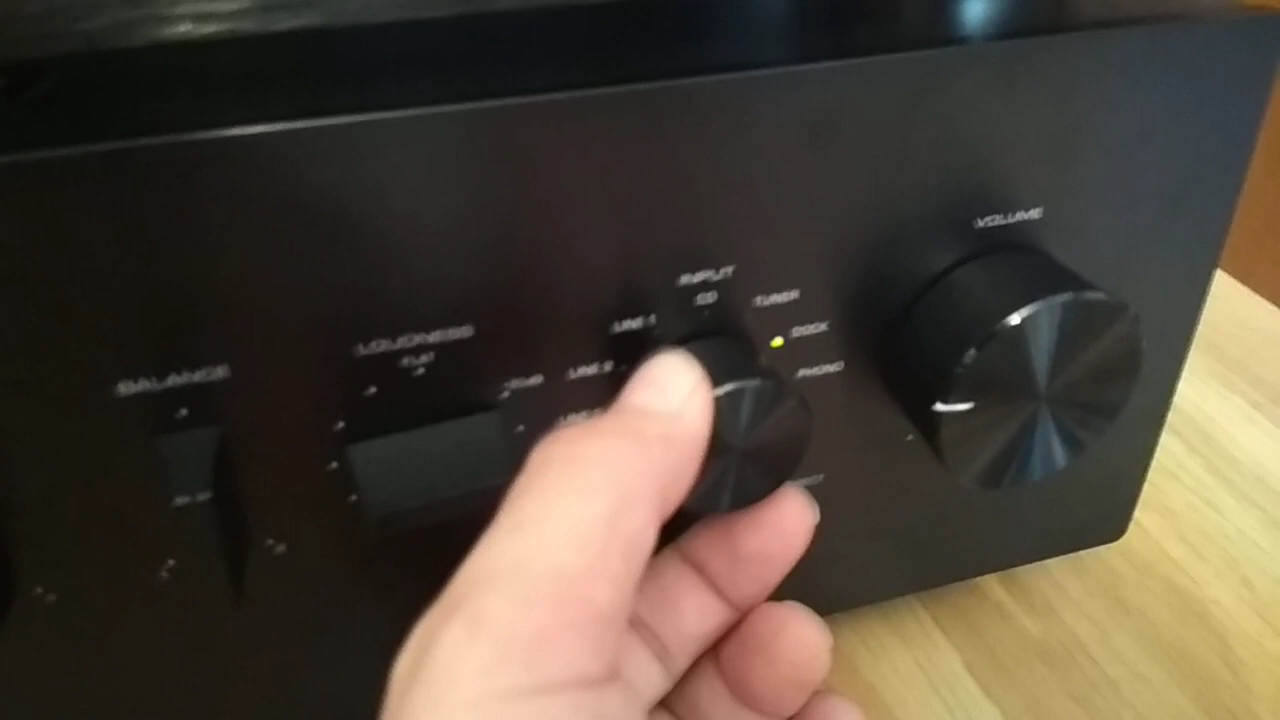 VOLUME
INPUT
CD
TUNER
LINE 1
DOCK
LOUDNESS
FLAT
LINE 2
PHONO
BALANCE